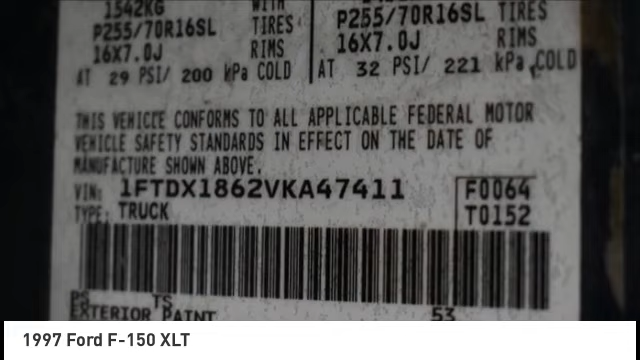 1542KG WITH
P255/70R16SL TIRES
16X7.0J RIMS
AT 29 PSI/ 200 kPa COLD
P255/70R16SL TIRES
16X7.0J RIMS
AT 32 PSI/ 221 kPa COLD
THIS VEHICLE CONFORMS TO ALL APPLICABLE FEDERAL MOTOR
VEHICLE SAFETY STANDARDS IN EFFECT ON THE DATE OF
MANUFACTURE SHOWN ABOVE.
VIN: 1FTDX1862VKA47411
TYPE: TRUCK
F0064
T0152
PS TS
EXTERIOR PAINT 53
1997 Ford F-150 XLT